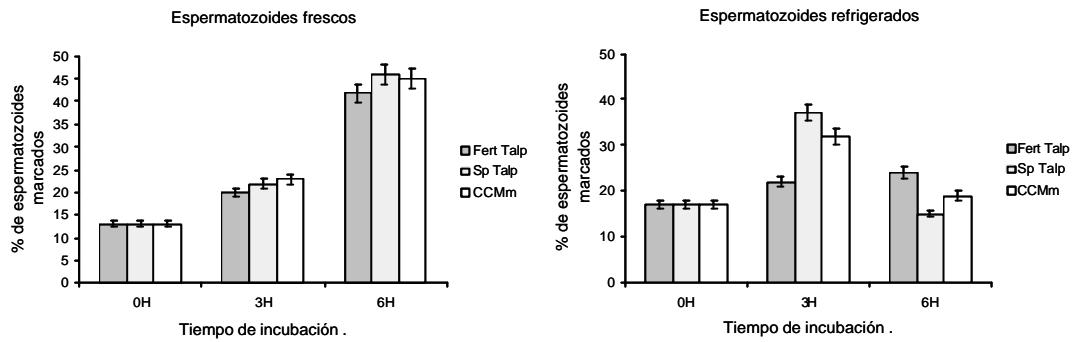 Espermatozoides frescos
% de espermatozoides
marcados
50
45
40
35
30
25
20
15
10
5
0
0H
3H
6H
Tiempo de incubación .
Fert Talp
Sp Talp
CCMm
Espermatozoides refrigerados
% de espermatozoides
marcados
50
40
30
20
10
0
0H
3H
6H
Tiempo de incubación .
Fert Talp
Sp Talp
CCMm